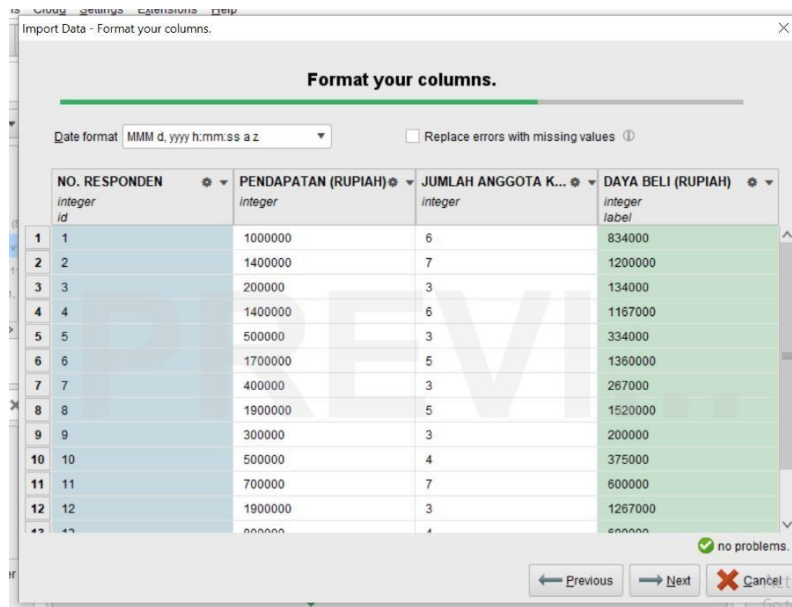 Cloud Settings Extensions Help
Import Data - Format your columns.
Format your columns.
Date format MMM d, yyyy h:mm:ss a z Replace errors with missing values
NO. RESPONDEN PENDAPATAN (RUPIAH) JUMLAH ANGGOTA K... DAYA BELI (RUPIAH)
integer integer integer integer
id label
1 1 1000000 6 834000
2 2 1400000 7 1200000
3 3 200000 3 134000
4 4 1400000 6 1167000
5 5 500000 3 334000
6 6 1700000 5 1360000
7 7 400000 3 267000
8 8 1900000 5 1520000
9 9 300000 3 200000
10 10 500000 4 375000
11 11 700000 7 600000
12 12 1900000 3 1267000
PREVI...
no problems.
Previous Next Cancel